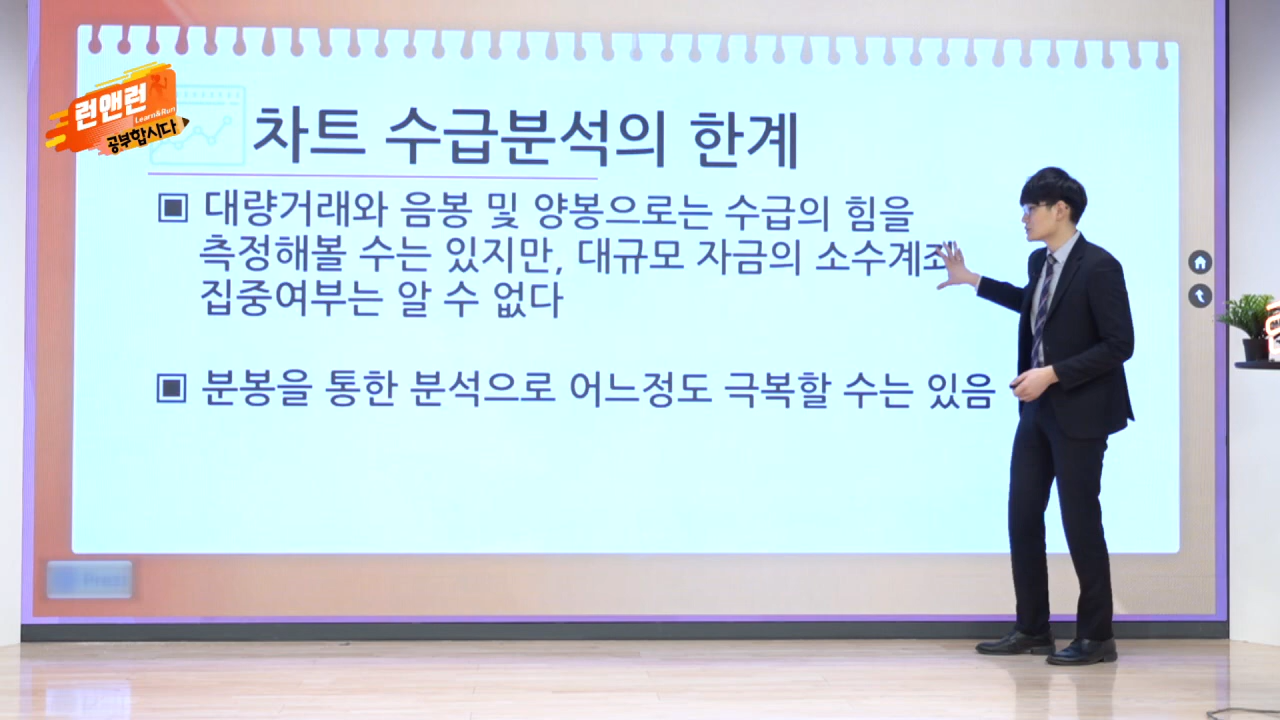 런앤런
Learn&Run
공부합시다
차트 수급분석의 한계
▣ 대량거래와 음봉 및 양봉으로는 수급의 힘을
측정해볼 수는 있지만, 대규모 자금의 소수계좌
집중여부는 알 수 없다
▣ 분봉을 통한 분석으로 어느정도 극복할 수는 있음